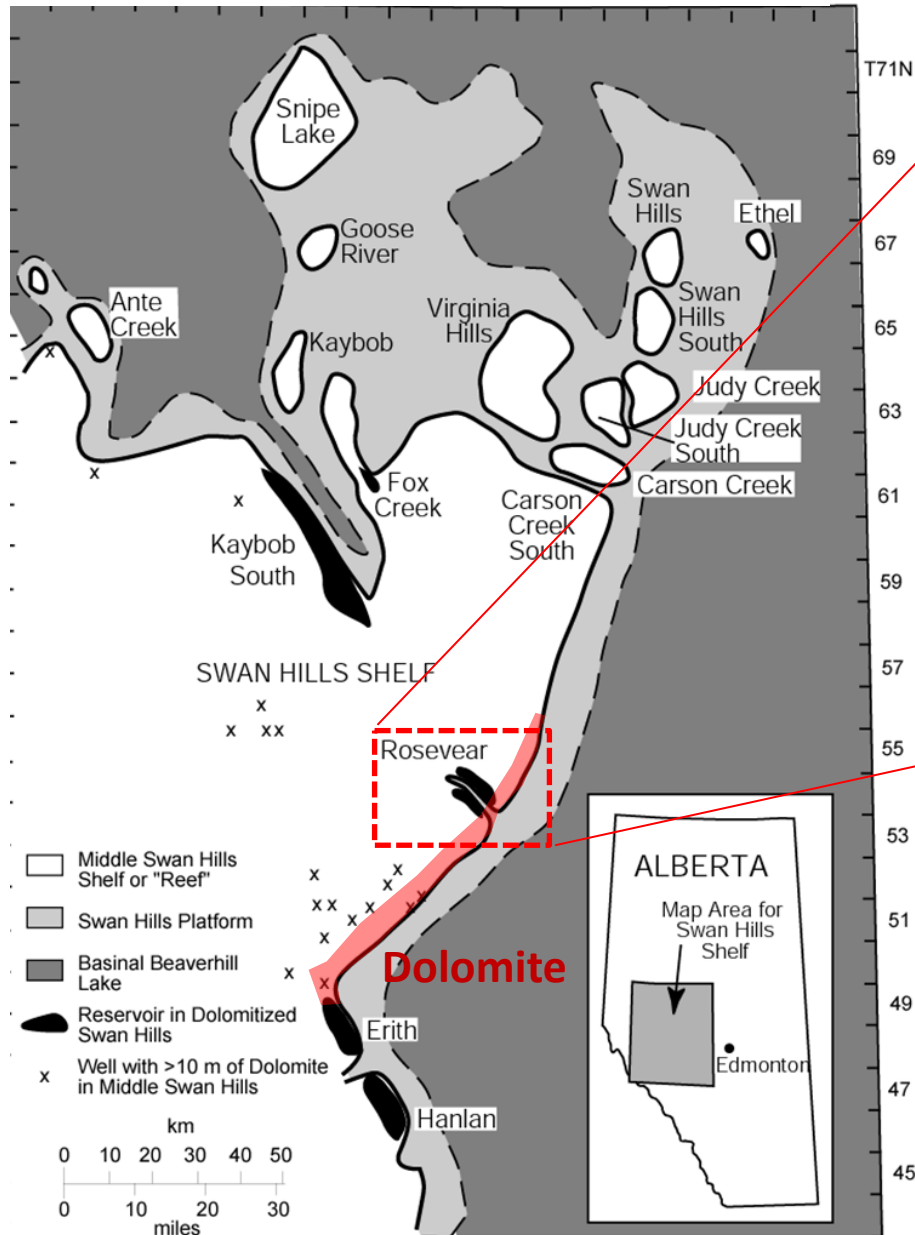 T71N
69
67
65
63
61
59
57
55
53
51
49
47
45
Snipe
Lake
Goose
River
Ante
Creek
Kaybob
Virginia
Hills
Swan
Hills
Ethel
Swan
Hills
South
Judy Creek
Judy Creek
South
Carson Creek
Fox
Creek
Carson
Creek
South
Kaybob
South
SWAN HILLS SHELF
Rosevear
Dolomite
Erith
Hanlan
Middle Swan Hills
Shelf or "Reef"
Swan Hills Platform
Basinal Beaverhill
Lake
Reservoir in Dolomitized
Swan Hills
x Well with >10 m of Dolomite
in Middle Swan Hills
km
0 10 20 30 40 50
0 10 20 30
miles
ALBERTA
Map Area for
Swan Hills
Shelf
Edmonton